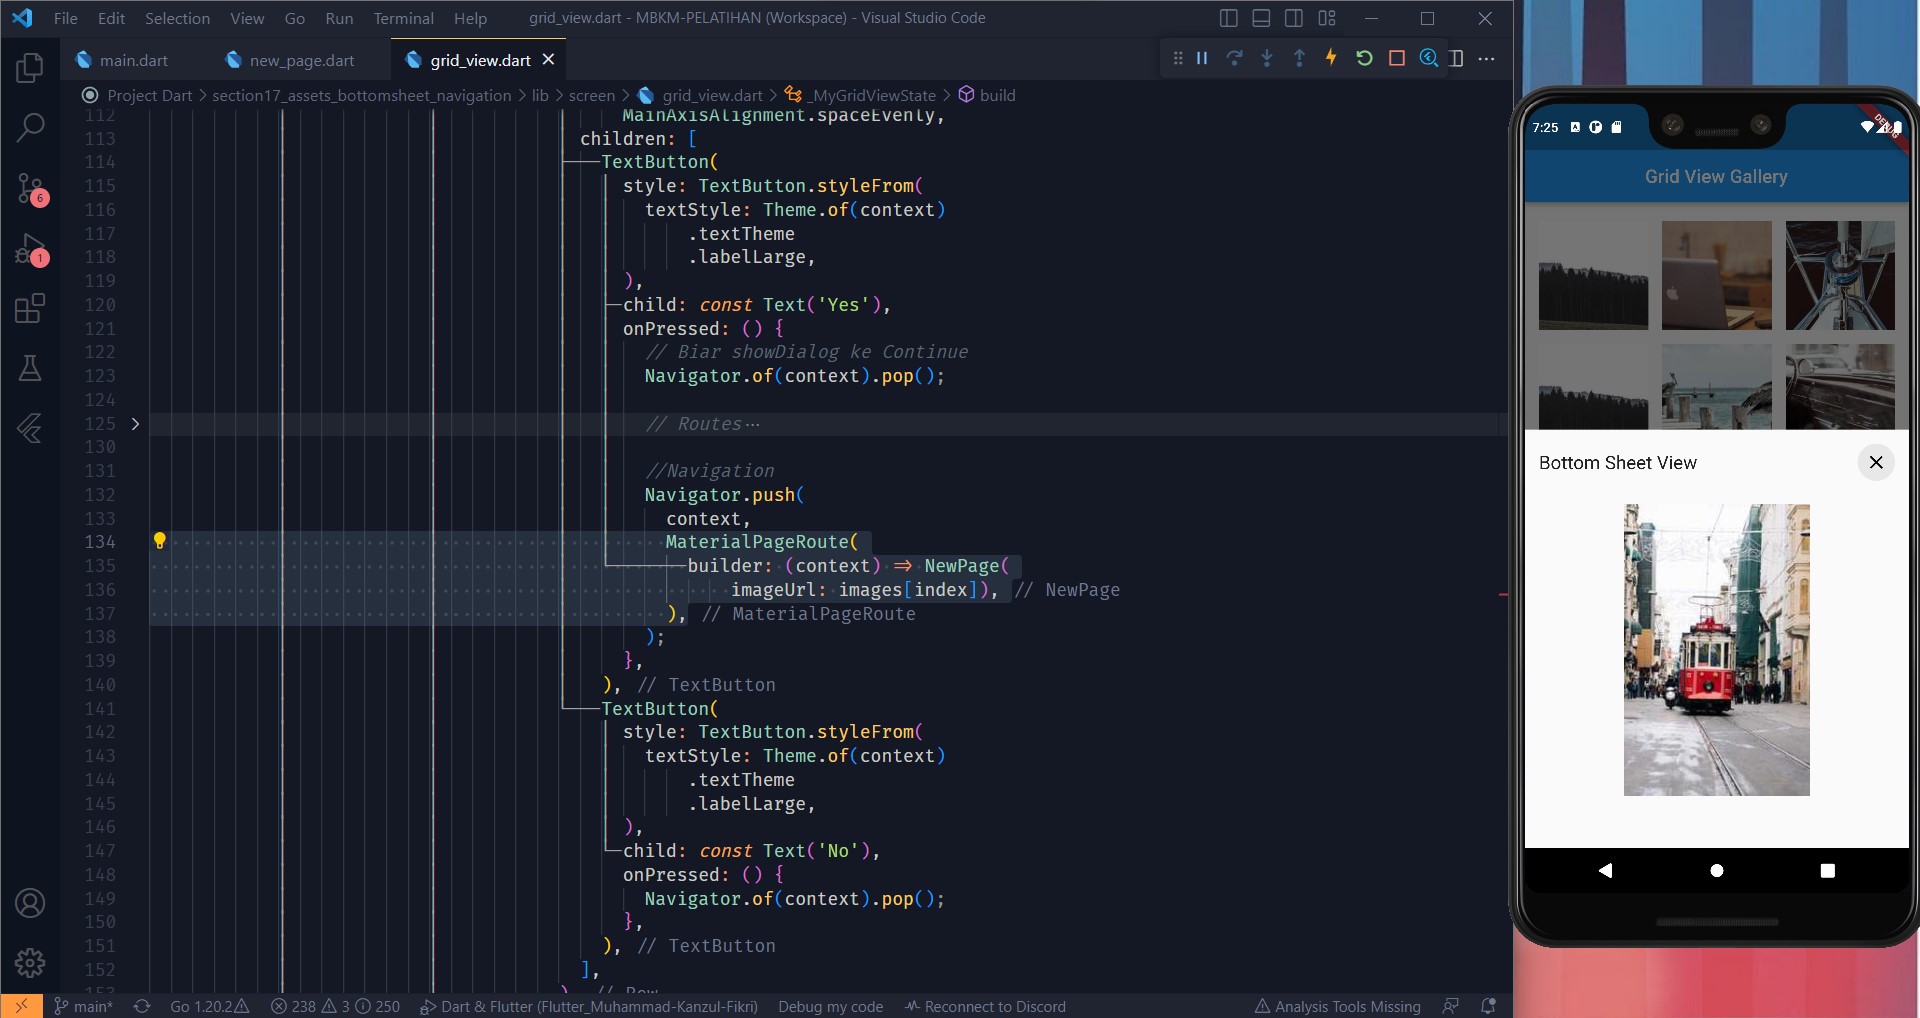 File Edit Selection View Go Run Terminal Help
grid_view.dart - MBKM-PELATIHAN (Workspace) - Visual Studio Code
main.dart
new_page.dart
grid_view.dart
Project Dart > section17_assets_bottomsheet_navigation > lib > screen > grid_view.dart > _MyGridViewState > build
112 MainAxisAlignment.spaceEvenly,
113 children: [
114 TextButton(
115 style: TextButton.styleFrom(
116 textStyle: Theme.of(context)
117 .textTheme
118 .labelLarge,
119 ),
120 child: const Text('Yes'),
121 onPressed: () {
122 // Biar showDialog ke Continue
123 Navigator.of(context).pop();
124
125 // Routes···
130
131 //Navigation
132 Navigator.push(
133 context,
134 MaterialPageRoute(
135 builder: (context) => NewPage(
136 imageUrl: images[index]), // NewPage
137 ), // MaterialPageRoute
138 );
139 },
140 ), // TextButton
141 TextButton(
142 style: TextButton.styleFrom(
143 textStyle: Theme.of(context)
144 .textTheme
145 .labelLarge,
146 ),
147 child: const Text('No'),
148 onPressed: () {
149 Navigator.of(context).pop();
150 },
151 ), // TextButton
152 ],
153 ), // Row
6
1
main*
Go 1.20.2
238 3 250
Dart & Flutter (Flutter_Muhammad-Kanzul-Fikri)
Debug my code
Reconnect to Discord
Analysis Tools Missing
7:25
DEBUG
Grid View Gallery
Bottom Sheet View